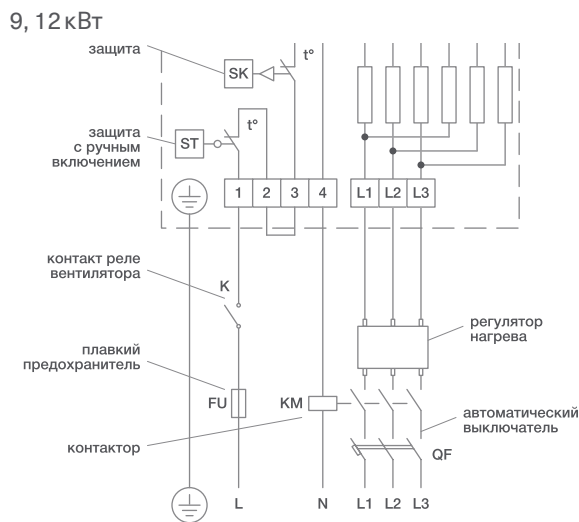 9, 12 кВт
защита
t°
SK
защита
с ручным
включением
t°
ST
1 2 3 4 L1 L2 L3
контакт реле
вентилятора
K
регулятор
нагрева
плавкий
предохранитель
FU
KM
автоматический
выключатель
контактор
QF
L N L1 L2 L3